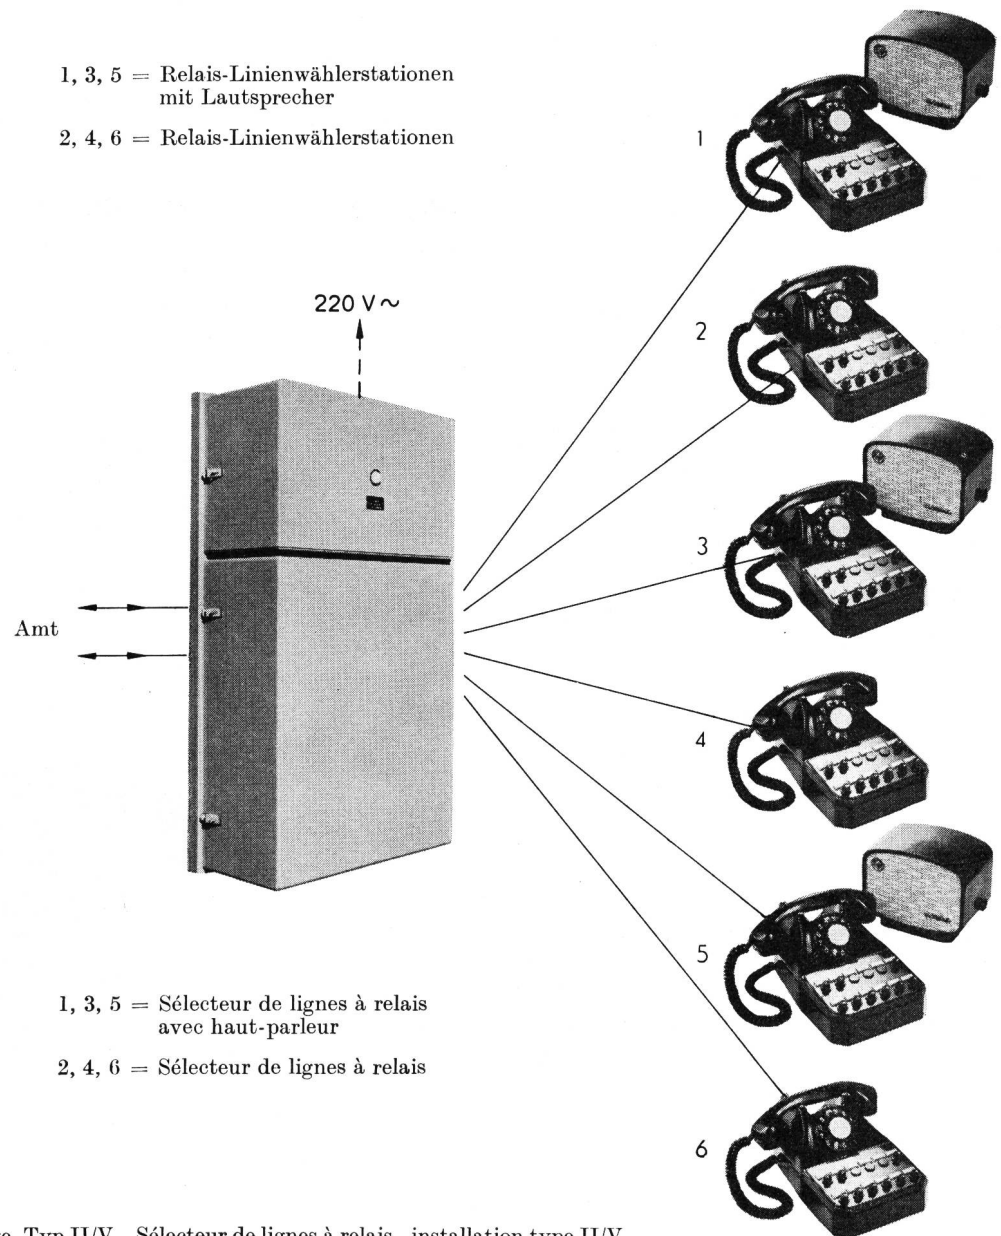 1, 3, 5 = Relais-Linienwählerstationen
mit Lautsprecher
2, 4, 6 = Relais-Linienwählerstationen
1
220 V ~
2
3
Amt
4
5
1, 3, 5 = Sélecteur de lignes à relais
avec haut-parleur
2, 4, 6 = Sélecteur de lignes à relais
6
Typ II/V – Sélecteur de lignes à relais, installation type II/V